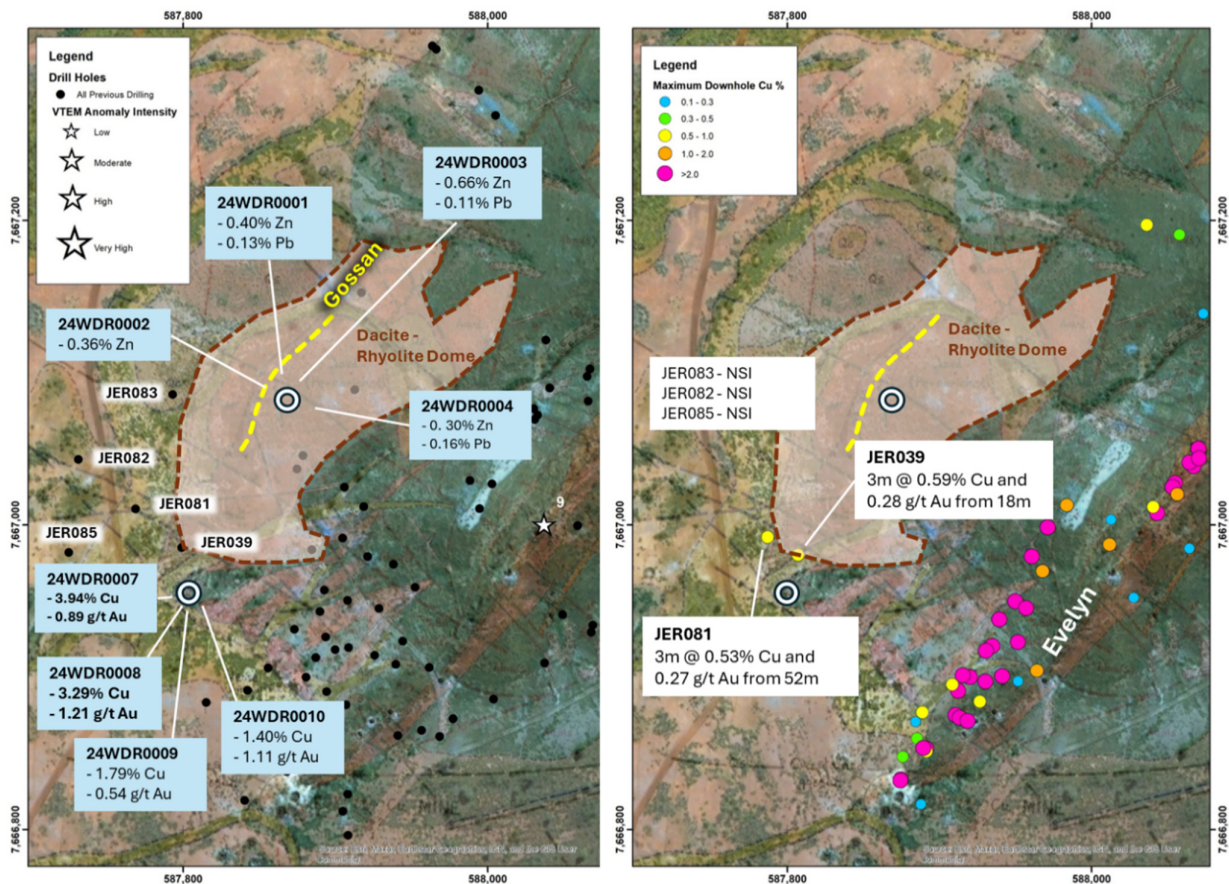 587,800
588,000
587,800
588,000
Legend
Drill Holes
All Previous Drilling
VTEM Anomaly Intensity
Low
Moderate
High
Very High
24WDR0003
- 0.66% Zn
- 0.11% Pb
24WDR0001
- 0.40% Zn
- 0.13% Pb
7,667,200
Gossan
24WDR0002
- 0.36% Zn
Dacite -
Rhyolite Dome
JER083
24WDR0004
- 0. 30% Zn
- 0.16% Pb
JER082
JER081
9
7,667,000
JER085
JER039
24WDR0007
- 3.94% Cu
- 0.89 g/t Au
24WDR0008
- 3.29% Cu
- 1.21 g/t Au
24WDR0010
- 1.40% Cu
- 1.11 g/t Au
24WDR0009
- 1.79% Cu
- 0.54 g/t Au
7,666,800
587,800
588,000
Legend
Maximum Downhole Cu %
0.1 - 0.3
0.3 - 0.5
0.5 - 1.0
1.0 - 2.0
>2.0
7,667,200
Dacite -
Rhyolite Dome
JER083 - NSI
JER082 - NSI
JER085 - NSI
JER039
3m @ 0.59% Cu and
0.28 g/t Au from 18m
7,667,000
Evelyn
JER081
3m @ 0.53% Cu and
0.27 g/t Au from 52m
7,666,800
587,800
588,000